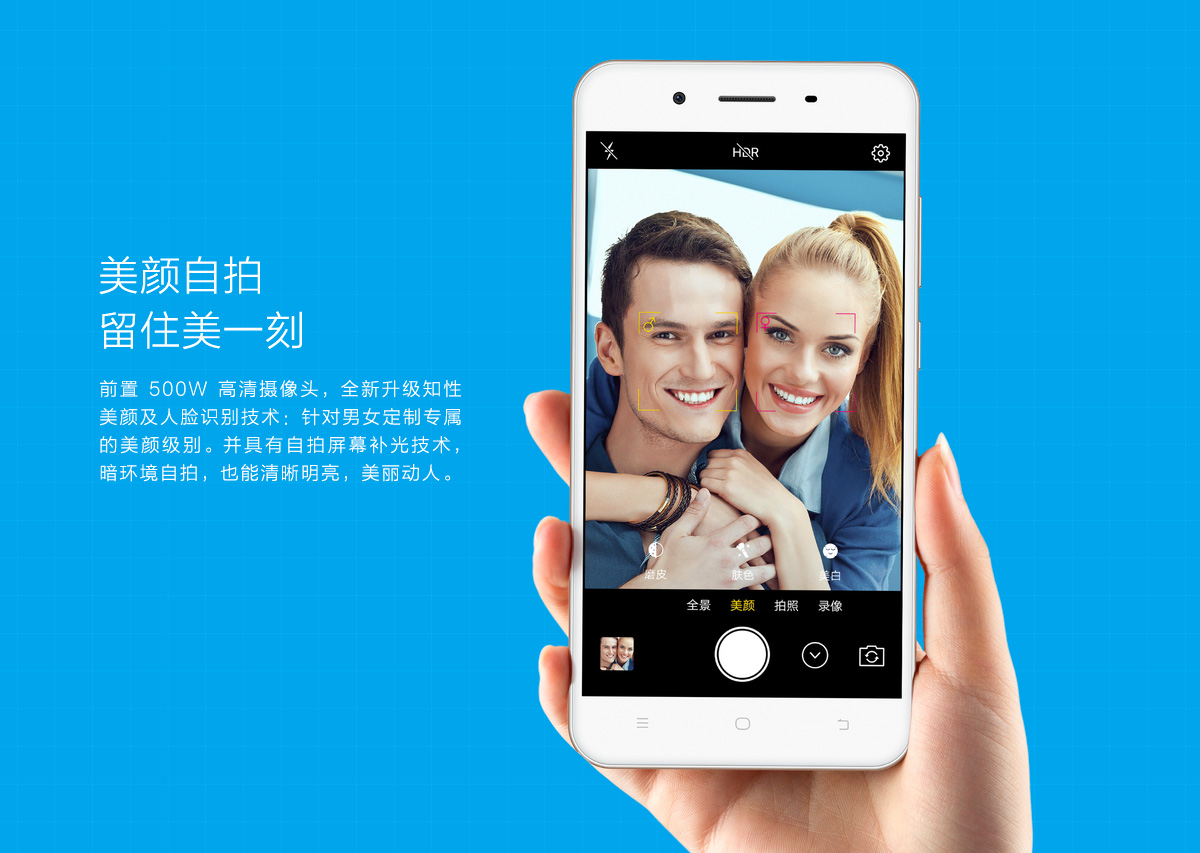 美颜自拍
留住美一刻
前置 500W 高清摄像头，全新升级知性
美颜及人脸识别技术：针对男女定制专属
的美颜级别。并具有自拍屏幕补光技术，
暗环境自拍，也能清晰明亮，美丽动人。
HDR
磨皮 肤色 美白
全景 美颜 拍照 录像